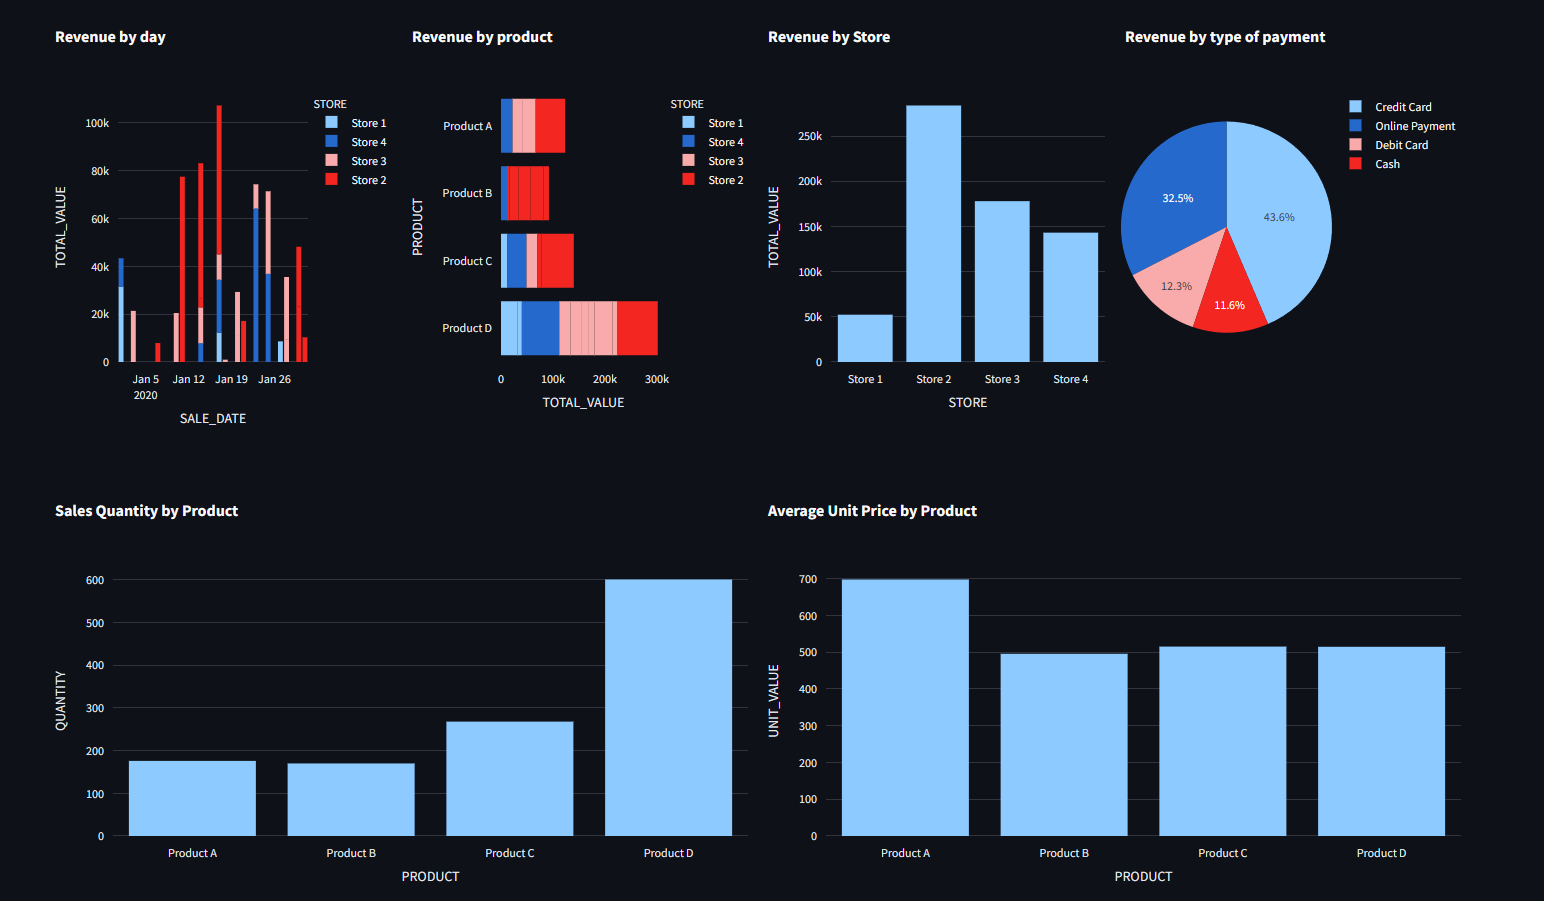 Revenue by day
STORE
Store 1
Store 4
Store 3
Store 2
TOTAL_VALUE
100k
80k
60k
40k
20k
0
Jan 5
2020
Jan 12
Jan 19
Jan 26
SALE_DATE
Revenue by product
STORE
Store 1
Store 4
Store 3
Store 2
PRODUCT
Product A
Product B
Product C
Product D
0
100k
200k
300k
TOTAL_VALUE
Revenue by Store
TOTAL_VALUE
250k
200k
150k
100k
50k
0
Store 1
Store 2
Store 3
Store 4
STORE
Revenue by type of payment
Credit Card
Online Payment
Debit Card
Cash
32.5%
43.6%
12.3%
11.6%
Sales Quantity by Product
QUANTITY
600
500
400
300
200
100
0
Product A
Product B
Product C
Product D
PRODUCT
Average Unit Price by Product
UNIT_VALUE
700
600
500
400
300
200
100
0
Product A
Product B
Product C
Product D
PRODUCT